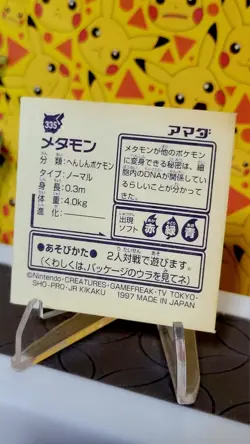 335
アマダ
メタモン
分類:へんしんポケモン
タイプ:ノーマル
身長:0.3m
体重:4.0kg
進化:───
メタモンが他のポケモン
に変身できる秘密は、細
胞内のDNAが関係してい
るらしいことが分かっ
てきた。
出現ソフト 赤 緑 青
●あそびかた● 2人対戦で遊びます。
(くわしくは、パッケージのウラを見てネ)
©Nintendo・CREATURES・GAMEFREAK・TV TOKYO・
SHO-PRO・JR KIKAKU 1997 MADE IN JAPAN